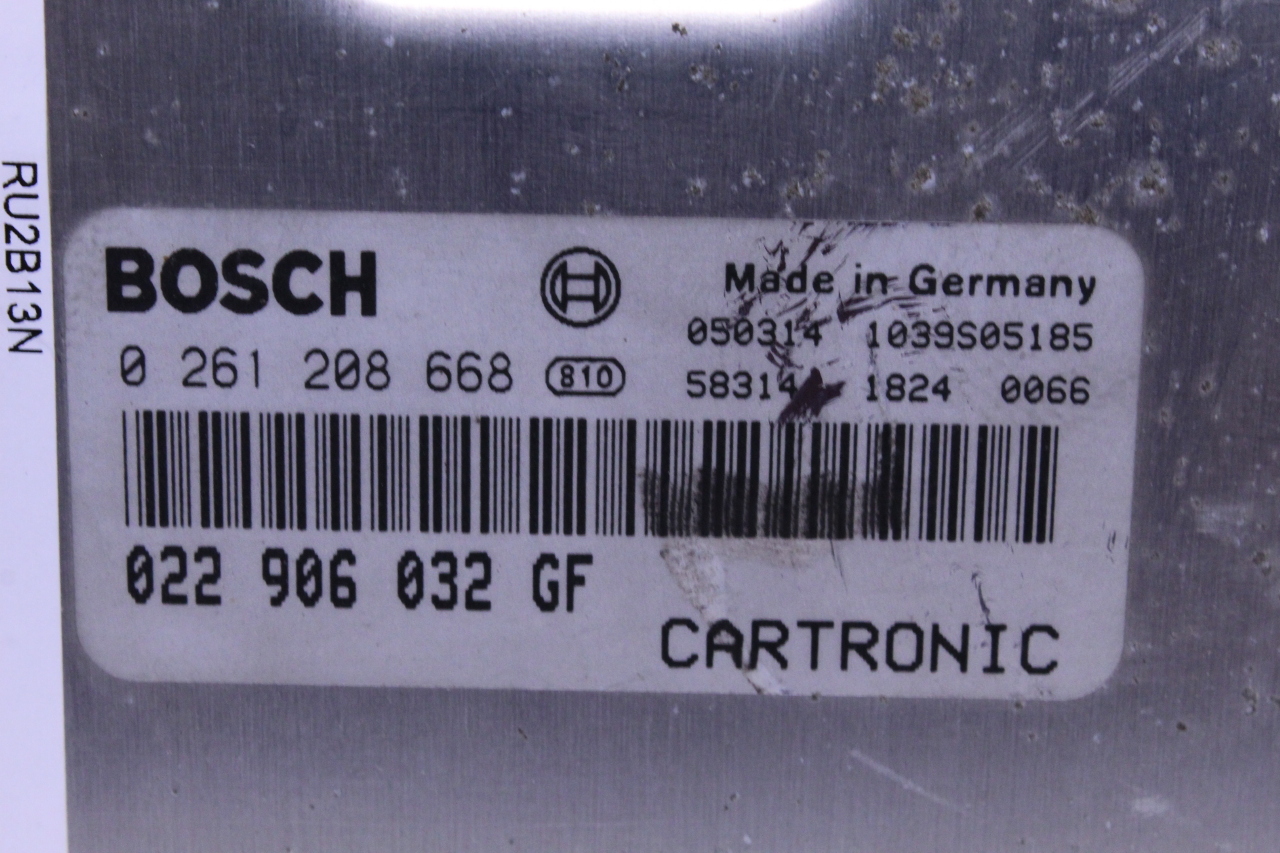 RU2B13N
BOSCH
Made in Germany
050314 1039S05185
0 261 208 668 810
58314 1824 0066
022 906 032 GF
CARTRONIC